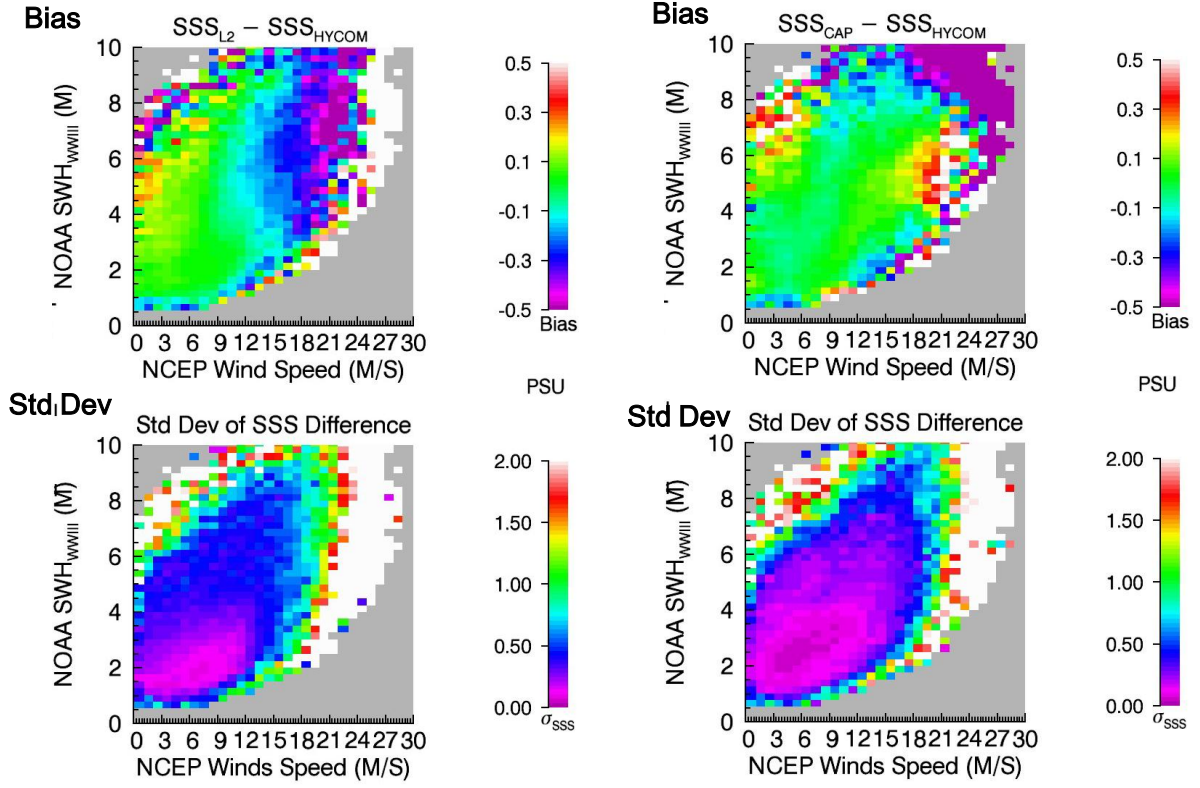 Bias
SSS_L2 – SSS_HYCOM
NOAA SWH_WWIII (M)
10
8
6
4
2
0
0 3 6 9 12 15 18 21 24 27 30
NCEP Wind Speed (M/S)
0.5
0.3
0.1
-0.1
-0.3
-0.5
Bias
PSU
Bias
SSS_CAP – SSS_HYCOM
NOAA SWH_WWIII (M)
10
8
6
4
2
0
0 3 6 9 12 15 18 21 24 27 30
NCEP Wind Speed (M/S)
0.5
0.3
0.1
-0.1
-0.3
-0.5
Bias
PSU
Std Dev
Std Dev of SSS Difference
NOAA SWH_WWIII (M)
10
8
6
4
2
0
0 3 6 9 12 15 18 21 24 27 30
NCEP Winds Speed (M/S)
2.00
1.50
1.00
0.50
0.00
σ_SSS
Std Dev
Std Dev of SSS Difference
NOAA SWH_WWIII (M)
10
8
6
4
2
0
0 3 6 9 12 15 18 21 24 27 30
NCEP Winds Speed (M/S)
2.00
1.50
1.00
0.50
0.00
σ_SSS